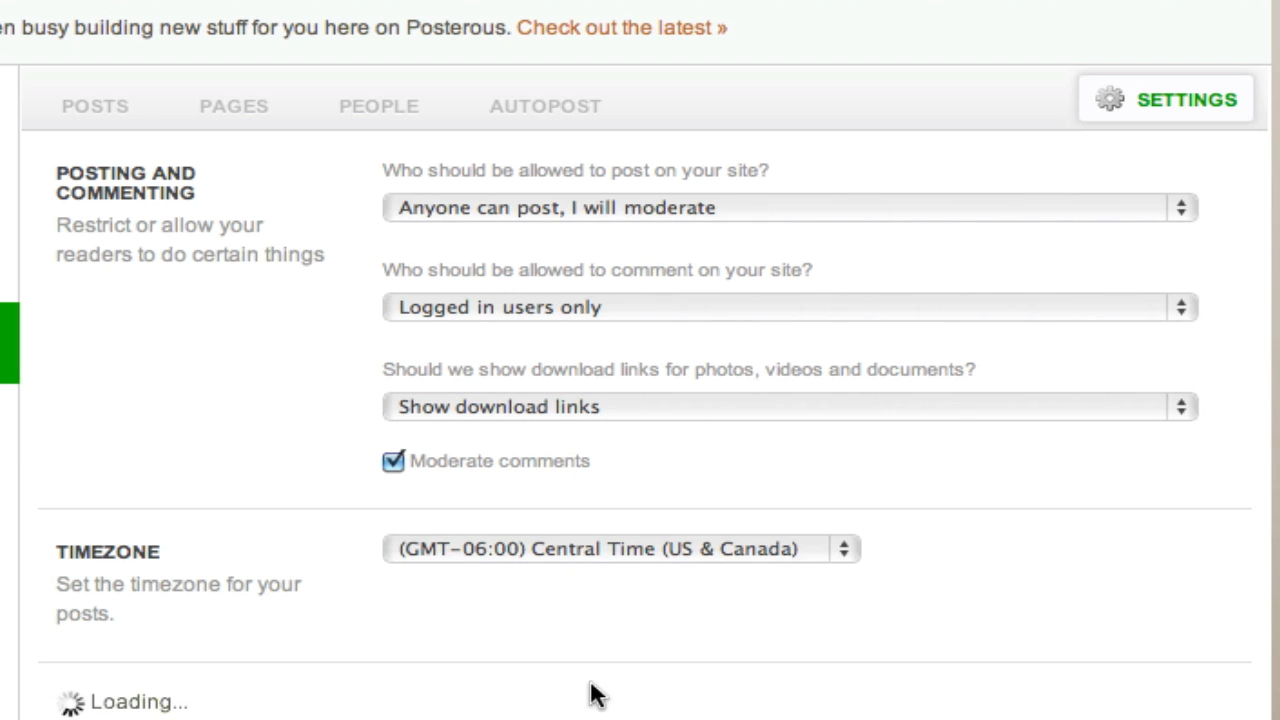 busy building new stuff for you here on Posterous. Check out the latest »
POSTS PAGES PEOPLE AUTOPOST SETTINGS
POSTING AND
COMMENTING
Restrict or allow your
readers to do certain things
Who should be allowed to post on your site?
Anyone can post, I will moderate
Who should be allowed to comment on your site?
Logged in users only
Should we show download links for photos, videos and documents?
Show download links
Moderate comments
TIMEZONE
Set the timezone for your
posts.
(GMT-06:00) Central Time (US & Canada)
Loading...